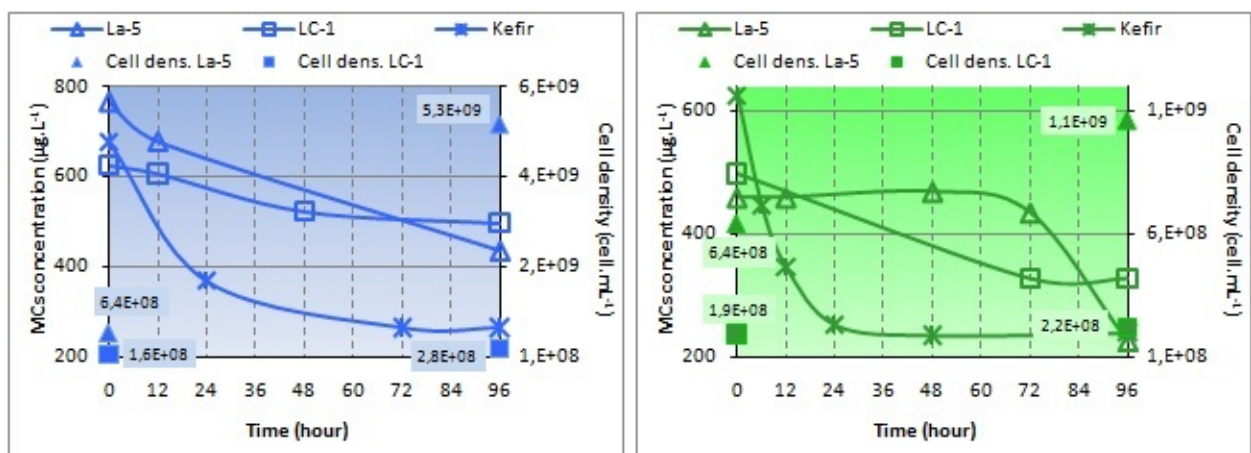 La-5 LC-1 Kefir
Cell dens. La-5 Cell dens. LC-1
MCsconcentration (µg.L⁻¹)
800
600
400
200
6,E+09
4,E+09
2,E+09
1,E+08
Cell density (cell.mL⁻¹)
5,3E+09
6,4E+08
1,6E+08
2,8E+08
0 12 24 36 48 60 72 84 96
Time (hour)
La-5 LC-1 Kefir
Cell dens. La-5 Cell dens. LC-1
MCsconcentration (µg.L⁻¹)
600
400
200
1,E+09
6,E+08
1,E+08
Cell density (cell.mL⁻¹)
1,1E+09
6,4E+08
1,9E+08
2,2E+08
0 12 24 36 48 60 72 84 96
Time (hour)